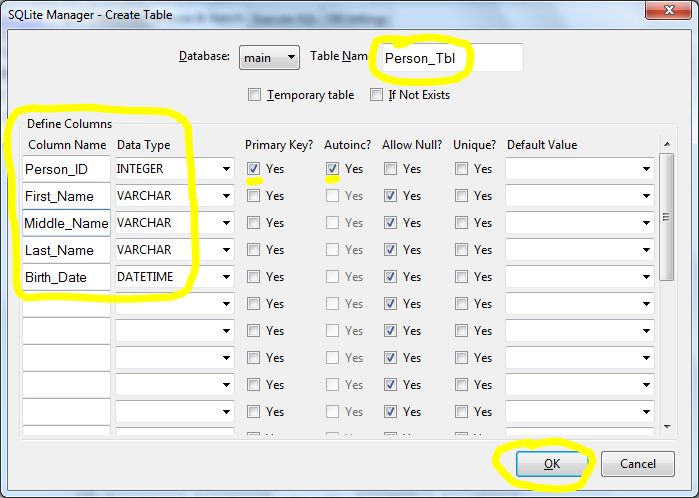 SQLite Manager - Create Table
Database: main Table Nam Person_Tbl
Temporary table If Not Exists
Define Columns
Column Name Data Type Primary Key? Autoinc? Allow Null? Unique? Default Value
Person_ID INTEGER Yes Yes Yes Yes
First_Name VARCHAR Yes Yes Yes Yes
Middle_Name VARCHAR Yes Yes Yes Yes
Last_Name VARCHAR Yes Yes Yes Yes
Birth_Date DATETIME Yes Yes Yes Yes
Yes Yes Yes Yes
Yes Yes Yes Yes
Yes Yes Yes Yes
Yes Yes Yes Yes
Yes Yes Yes Yes
OK Cancel